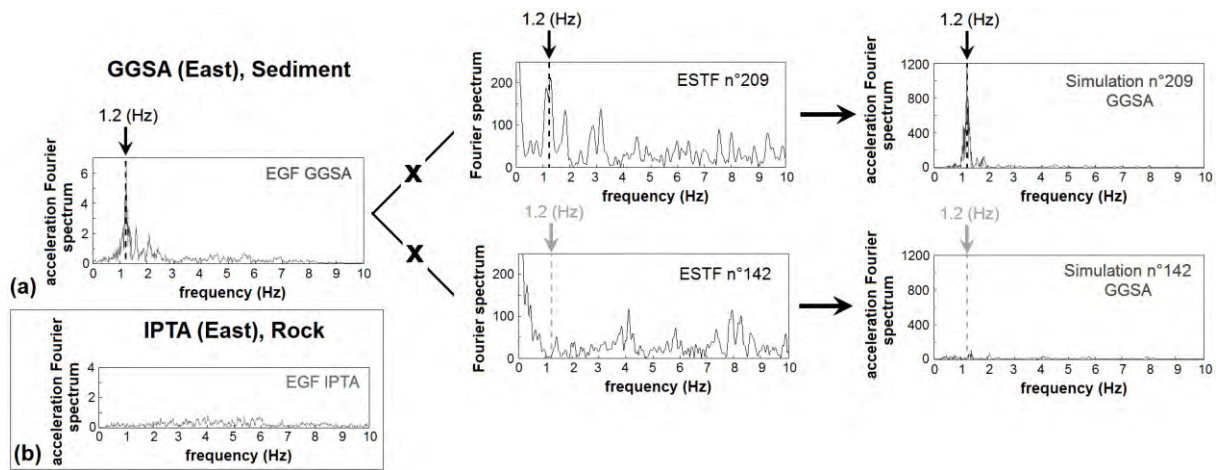 GGSA (East), Sediment
1.2 (Hz)
acceleration Fourier
spectrum
6
4
2
0
EGF GGSA
0 1 2 3 4 5 6 7 8 9 10
frequency (Hz)
(a)
IPTA (East), Rock
acceleration Fourier
spectrum
4
2
0
EGF IPTA
0 1 2 3 4 5 6 7 8 9 10
frequency (Hz)
(b)
X
X
1.2 (Hz)
Fourier spectrum
200
100
0
ESTF n°209
0 1 2 3 4 5 6 7 8 9 10
frequency (Hz)
1.2 (Hz)
Fourier spectrum
200
100
0
ESTF n°142
0 1 2 3 4 5 6 7 8 9 10
frequency (Hz)
1.2 (Hz)
acceleration Fourier
spectrum
1200
800
400
0
Simulation n°209
GGSA
0 1 2 3 4 5 6 7 8 9 10
frequency (Hz)
1.2 (Hz)
acceleration Fourier
spectrum
1200
800
400
0
Simulation n°142
GGSA
0 1 2 3 4 5 6 7 8 9 10
frequency (Hz)